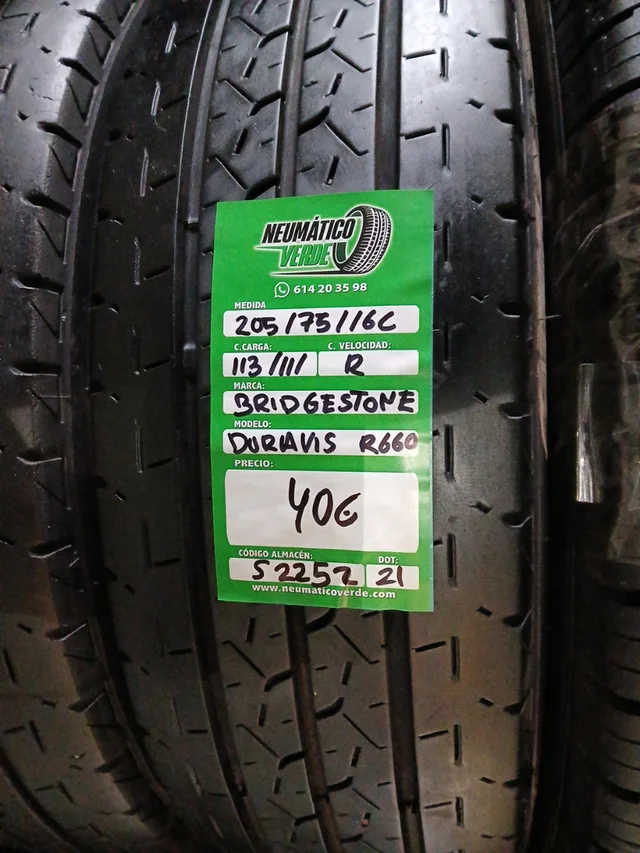 NEUMÁTICO
VERDE
614 20 35 98
MEDIDA
205/75/16C
C.CARGA: C. VELOCIDAD:
113/111 R
MARCA:
BRIDGESTONE
MODELO:
DURAVIS R660
PRECIO:
40€
CÓDIGO ALMACÉN: DOT:
S2252 21
www.neumaticoverde.com